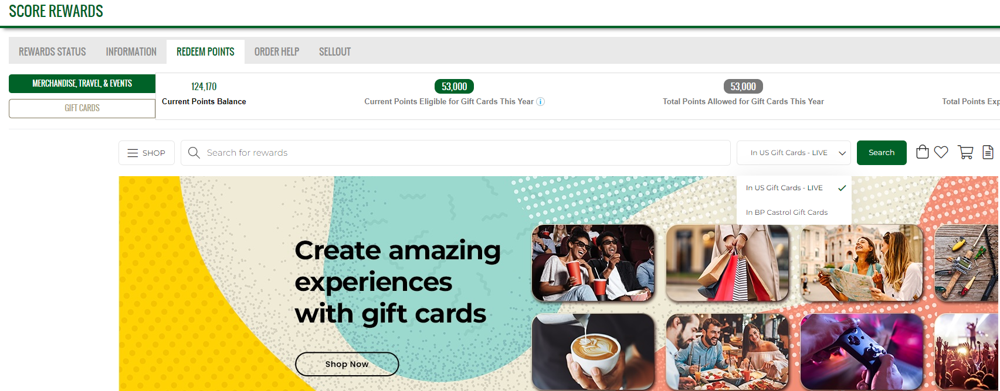 SCORE REWARDS
REWARDS STATUS INFORMATION REDEEM POINTS ORDER HELP SELLOUT
MERCHANDISE, TRAVEL, & EVENTS
GIFT CARDS
124,170
Current Points Balance
53,000
Current Points Eligible for Gift Cards This Year
53,000
Total Points Allowed for Gift Cards This Year
Total Points Exp
SHOP
Search for rewards
In US Gift Cards - LIVE
Search
In US Gift Cards - LIVE
In BP Castrol Gift Cards
Create amazing
experiences
with gift cards
Shop Now